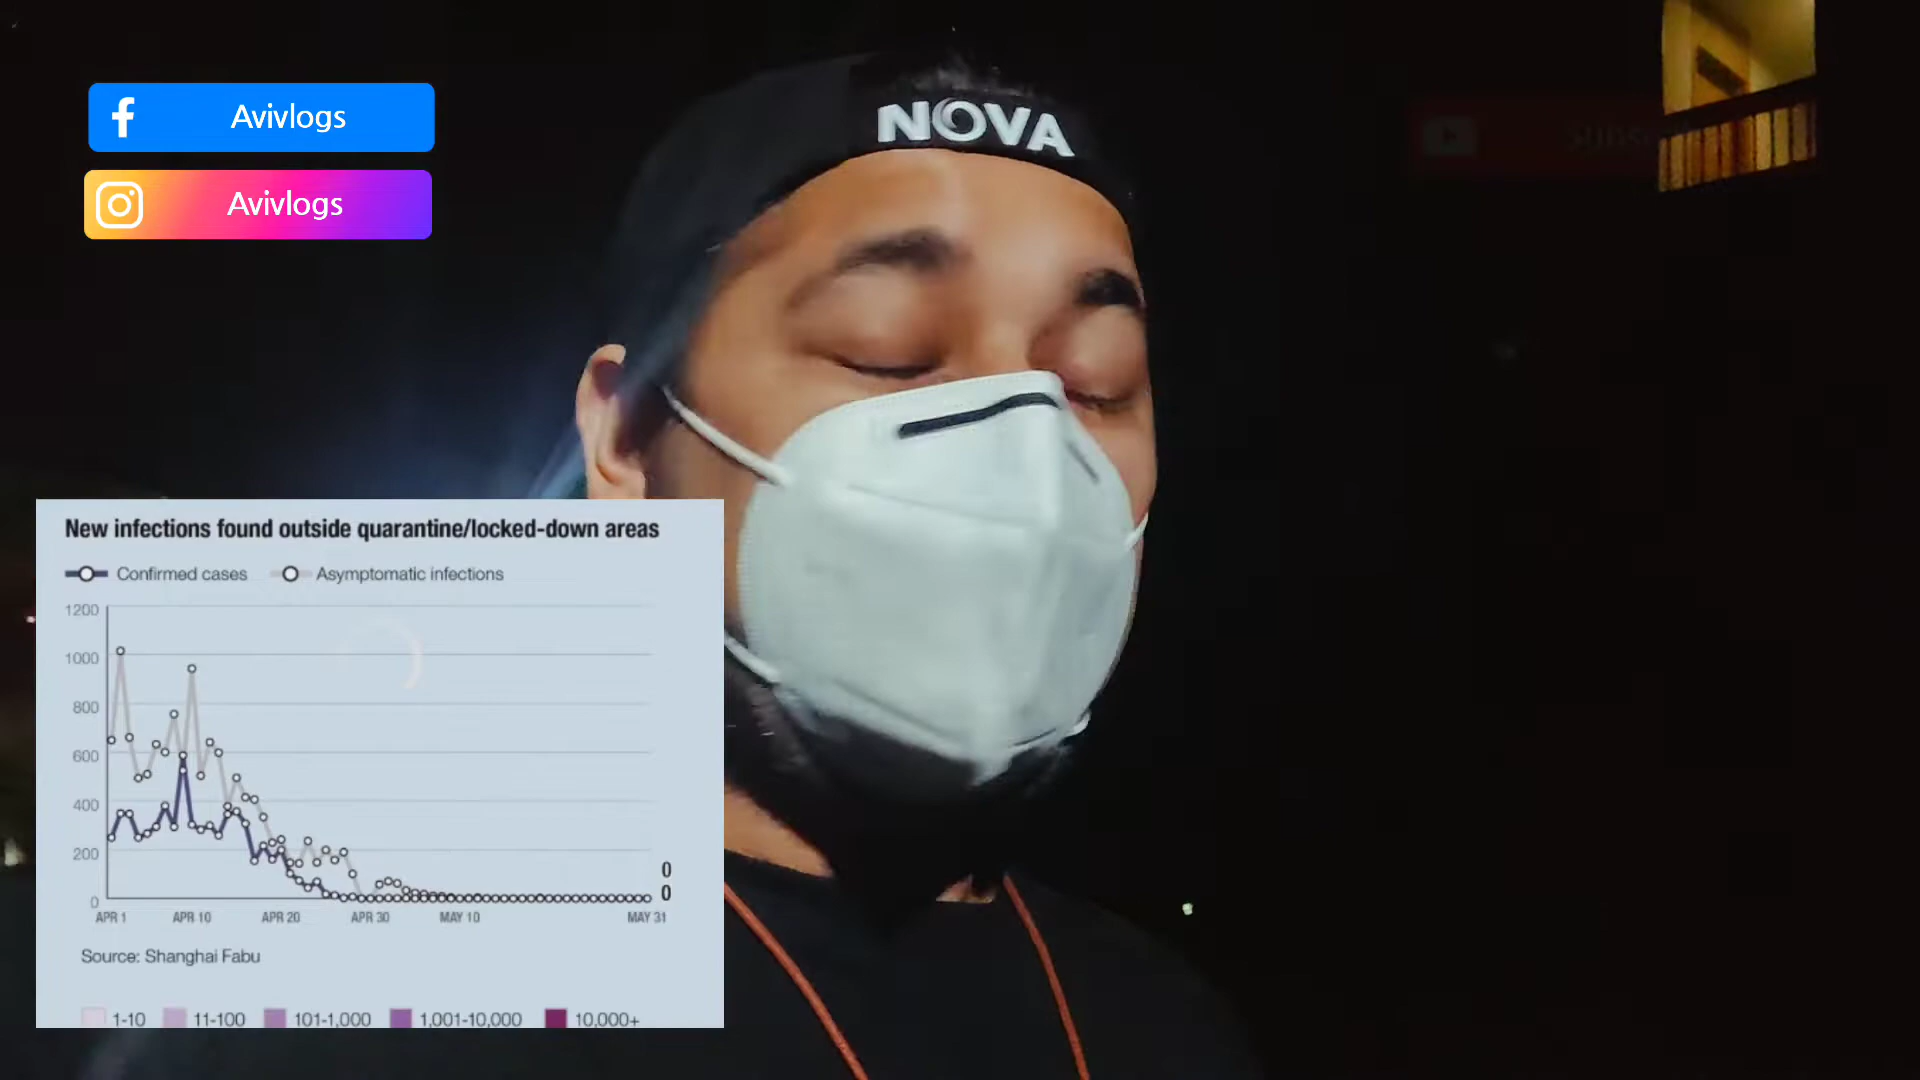 Avivlogs
Avivlogs
NOVA
Subs
New infections found outside quarantine/locked-down areas
Confirmed cases
Asymptomatic infections
1200
1000
800
600
400
200
0
0
0
APR 1
APR 10
APR 20
APR 30
MAY 10
MAY 31
Source: Shanghai Fabu
1-10
11-100
101-1,000
1,001-10,000
10,000+